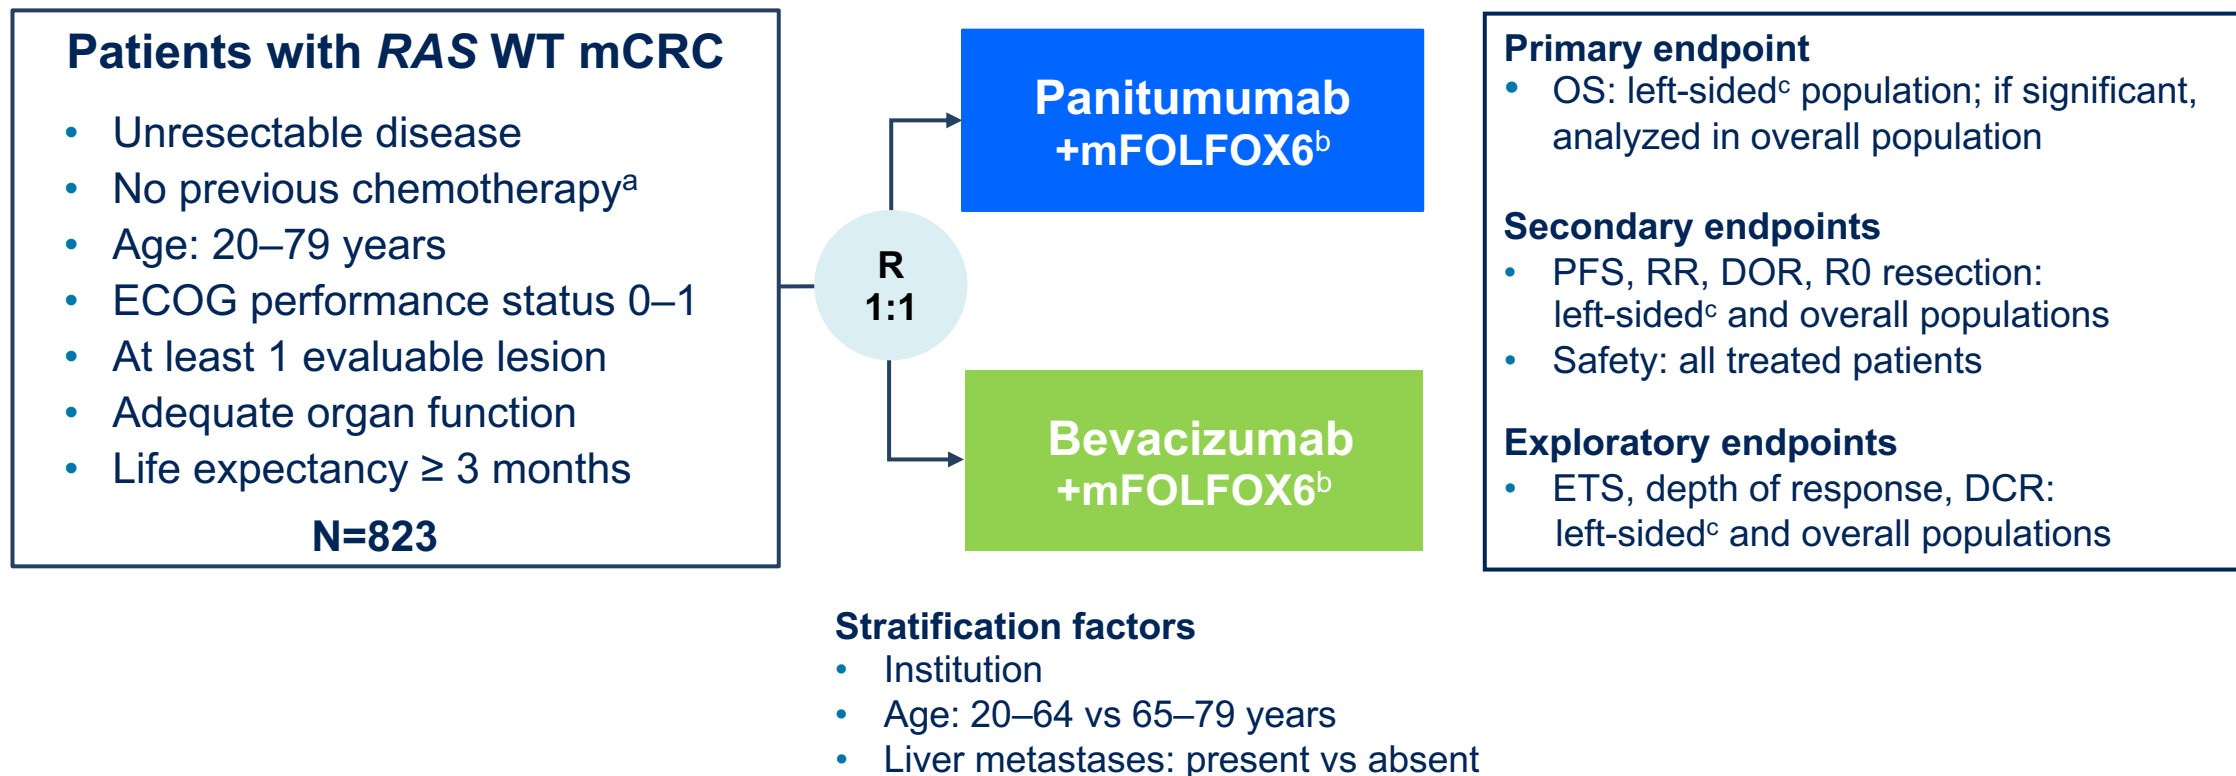 Patients with RAS WT mCRC
• Unresectable disease
• No previous chemotherapyᵃ
• Age: 20–79 years
• ECOG performance status 0–1
• At least 1 evaluable lesion
• Adequate organ function
• Life expectancy ≥ 3 months
N=823
R
1:1
Panitumumab
+mFOLFOX6ᵇ
Bevacizumab
+mFOLFOX6ᵇ
Primary endpoint
• OS: left-sidedᶜ population; if significant,
analyzed in overall population
Secondary endpoints
• PFS, RR, DOR, R0 resection:
left-sidedᶜ and overall populations
• Safety: all treated patients
Exploratory endpoints
• ETS, depth of response, DCR:
left-sidedᶜ and overall populations
Stratification factors
• Institution
• Age: 20–64 vs 65–79 years
• Liver metastases: present vs absent